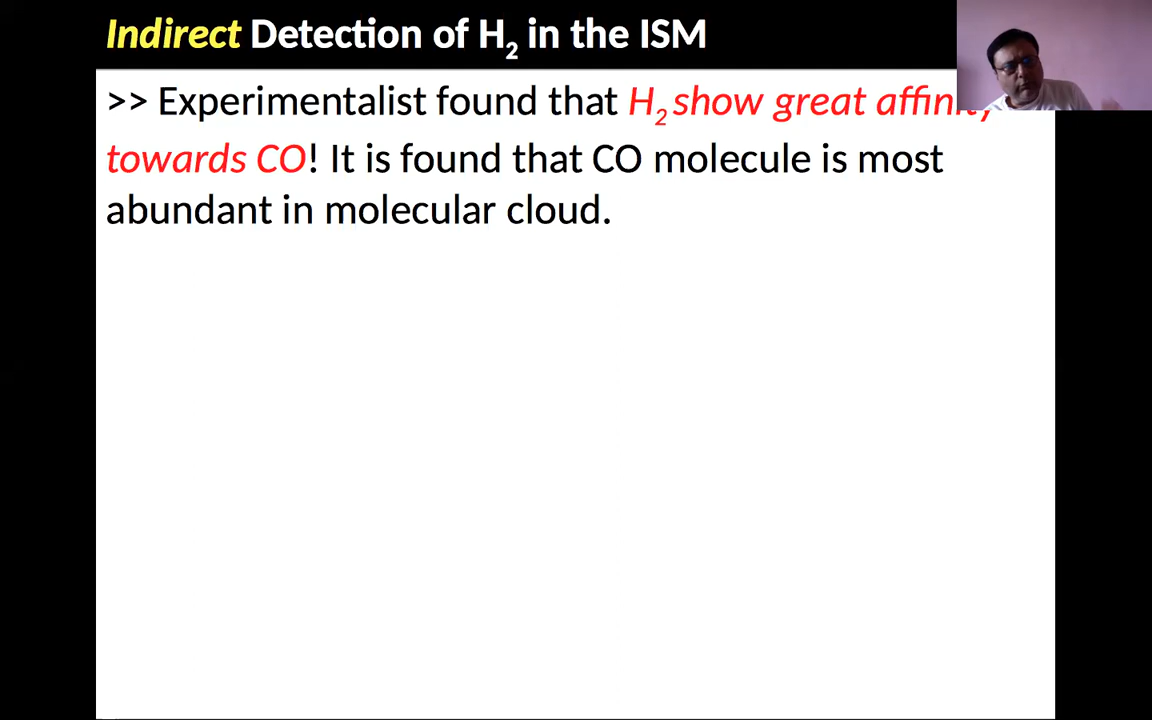 Indirect Detection of H₂ in the ISM
>> Experimentalist found that H₂ show great affinity
towards CO! It is found that CO molecule is most
abundant in molecular cloud.